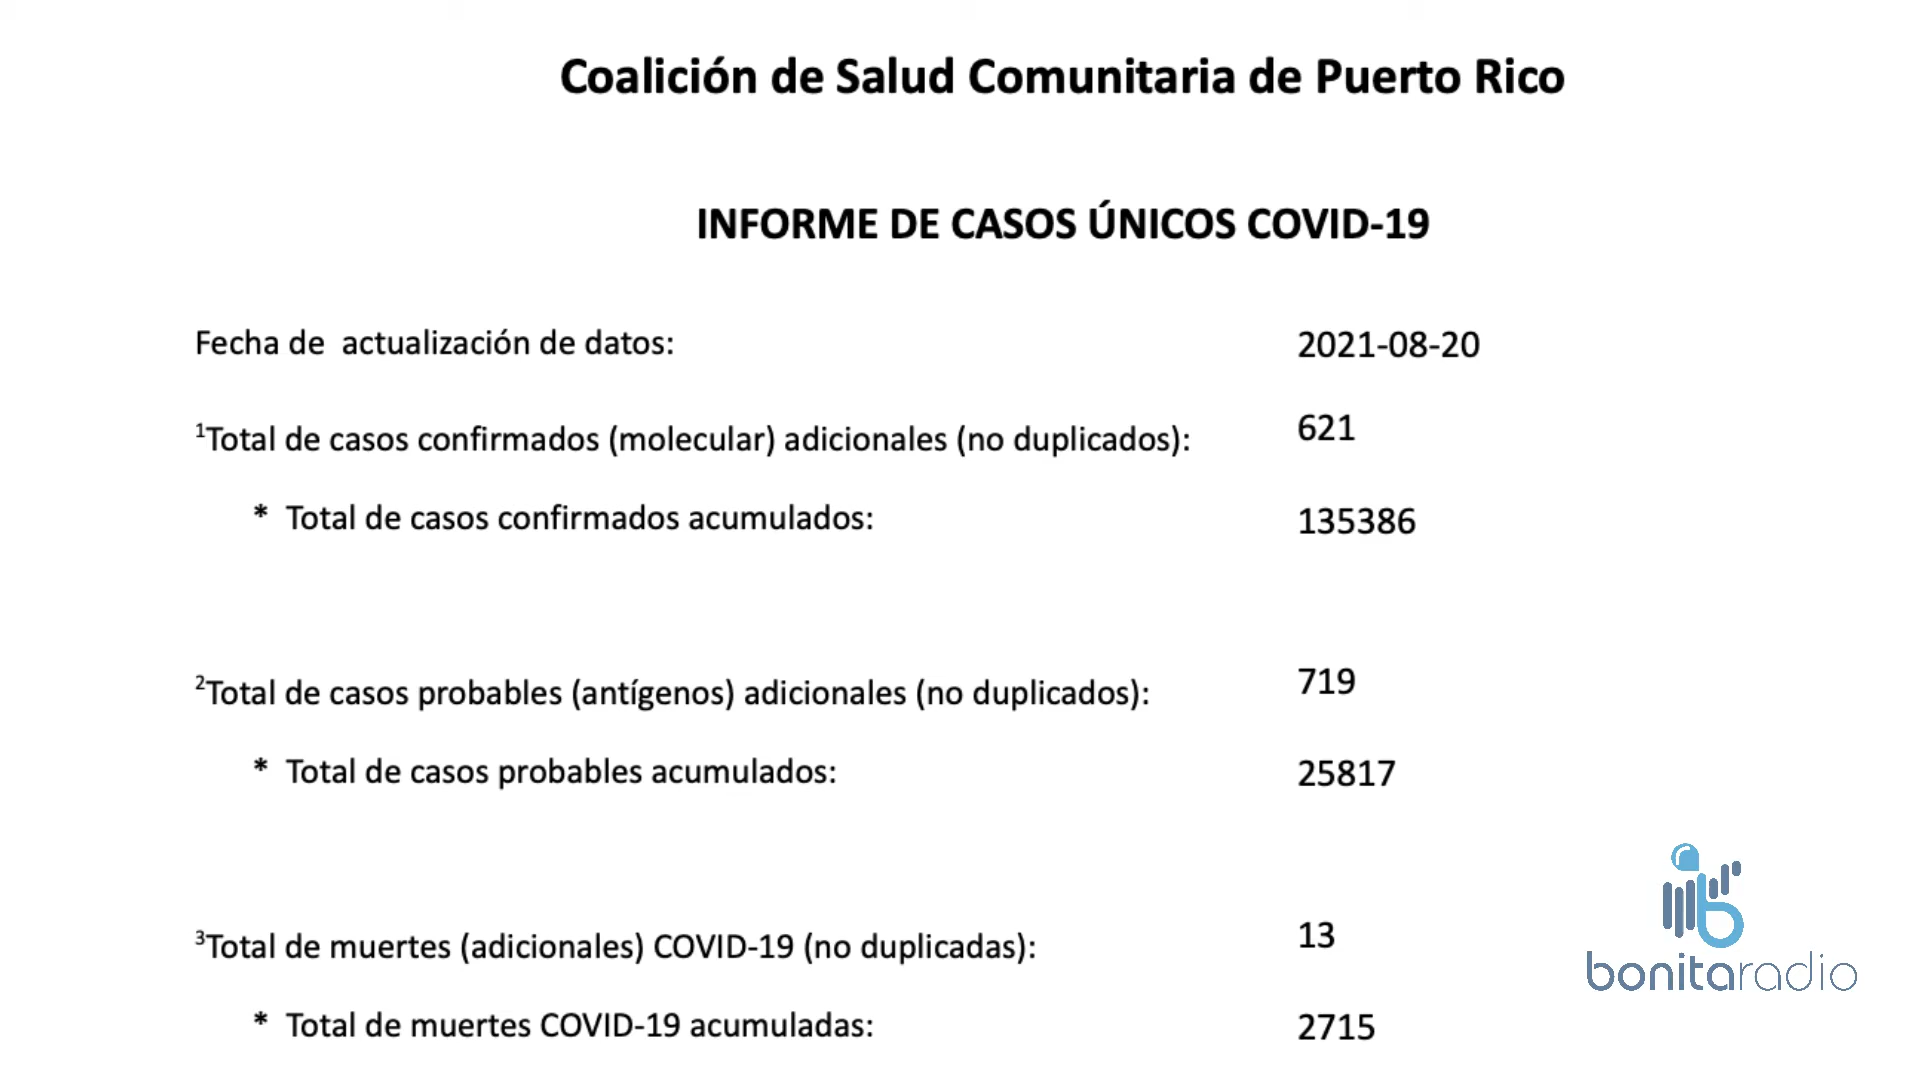 Coalición de Salud Comunitaria de Puerto Rico
INFORME DE CASOS ÚNICOS COVID-19
Fecha de  actualización de datos: 2021-08-20
¹Total de casos confirmados (molecular) adicionales (no duplicados): 621
* Total de casos confirmados acumulados: 135386
²Total de casos probables (antígenos) adicionales (no duplicados): 719
* Total de casos probables acumulados: 25817
³Total de muertes (adicionales) COVID-19 (no duplicadas): 13
* Total de muertes COVID-19 acumuladas: 2715
bonitaradio